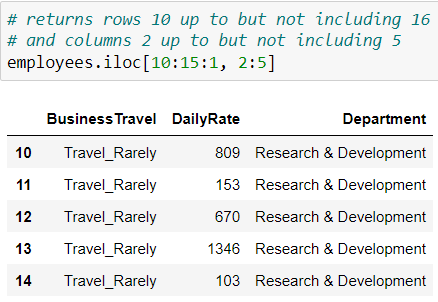 # returns rows 10 up to but not including 16
# and columns 2 up to but not including 5
employees.iloc[10:15:1, 2:5]
BusinessTravel DailyRate Department
10 Travel_Rarely 809 Research & Development
11 Travel_Rarely 153 Research & Development
12 Travel_Rarely 670 Research & Development
13 Travel_Rarely 1346 Research & Development
14 Travel_Rarely 103 Research & Development